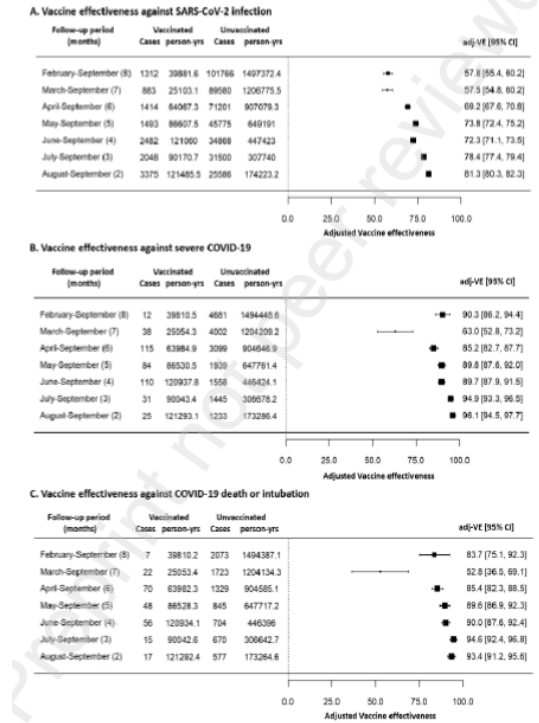 A. Vaccine effectiveness against SARS-CoV-2 infection
Follow-up period Vaccinated Unvaccinated
(months) Cases person-yrs Cases person-yrs adj-VE [95% CI]
February-September (8) 1312 39881.6 101766 1497372.4 57.8 [55.4, 60.2]
March-September (7) 883 25103.1 89580 1206775.5 57.5 [54.8, 60.2]
April-September (6) 1414 64067.3 71201 907079.3 69.2 [67.6, 70.8]
May-September (5) 1493 86607.5 45775 649191 73.8 [72.4, 75.2]
June-September (4) 2482 121060 34868 447423 72.3 [71.1, 73.5]
July-September (3) 2048 90170.7 31500 307740 78.4 [77.4, 79.4]
August-September (2) 3375 121485.5 25586 174223.2 81.3 [80.3, 82.3]
0.0 25.0 50.0 75.0 100.0
Adjusted Vaccine effectiveness
B. Vaccine effectiveness against severe COVID-19
Follow-up period Vaccinated Unvaccinated
(months) Cases person-yrs Cases person-yrs adj-VE [95% CI]
February-September (8) 12 39810.5 4681 1494448.6 90.3 [86.2, 94.4]
March-September (7) 38 25054.3 4002 1204209.2 63.0 [52.8, 73.2]
April-September (6) 115 63984.9 3099 904646.9 85.2 [82.7, 87.7]
May-September (5) 84 86530.5 1939 647761.4 89.8 [87.6, 92.0]
June-September (4) 110 120937.8 1558 446424.1 89.7 [87.9, 91.5]
July-September (3) 31 90043.4 1445 306678.2 94.9 [93.3, 96.5]
August-September (2) 25 121293.1 1233 173286.4 96.1 [94.5, 97.7]
0.0 25.0 50.0 75.0 100.0
Adjusted Vaccine effectiveness
C. Vaccine effectiveness against COVID-19 death or intubation
Follow-up period Vaccinated Unvaccinated
(months) Cases person-yrs Cases person-yrs adj-VE [95% CI]
February-September (8) 7 39810.2 2073 1494387.1 83.7 [75.1, 92.3]
March-September (7) 22 25053.4 1723 1204134.3 52.8 [36.5, 69.1]
April-September (6) 70 63982.3 1329 904585.1 85.4 [82.3, 88.5]
May-September (5) 48 86528.3 845 647717.2 89.6 [86.9, 92.3]
June-September (4) 56 120934.1 704 446396 90.0 [87.6, 92.4]
July-September (3) 15 90042.6 670 306642.7 94.6 [92.4, 96.8]
August-September (2) 17 121292.4 577 173264.6 93.4 [91.2, 95.6]
0.0 25.0 50.0 75.0 100.0
Adjusted Vaccine effectiveness
Preprint not peer reviewe